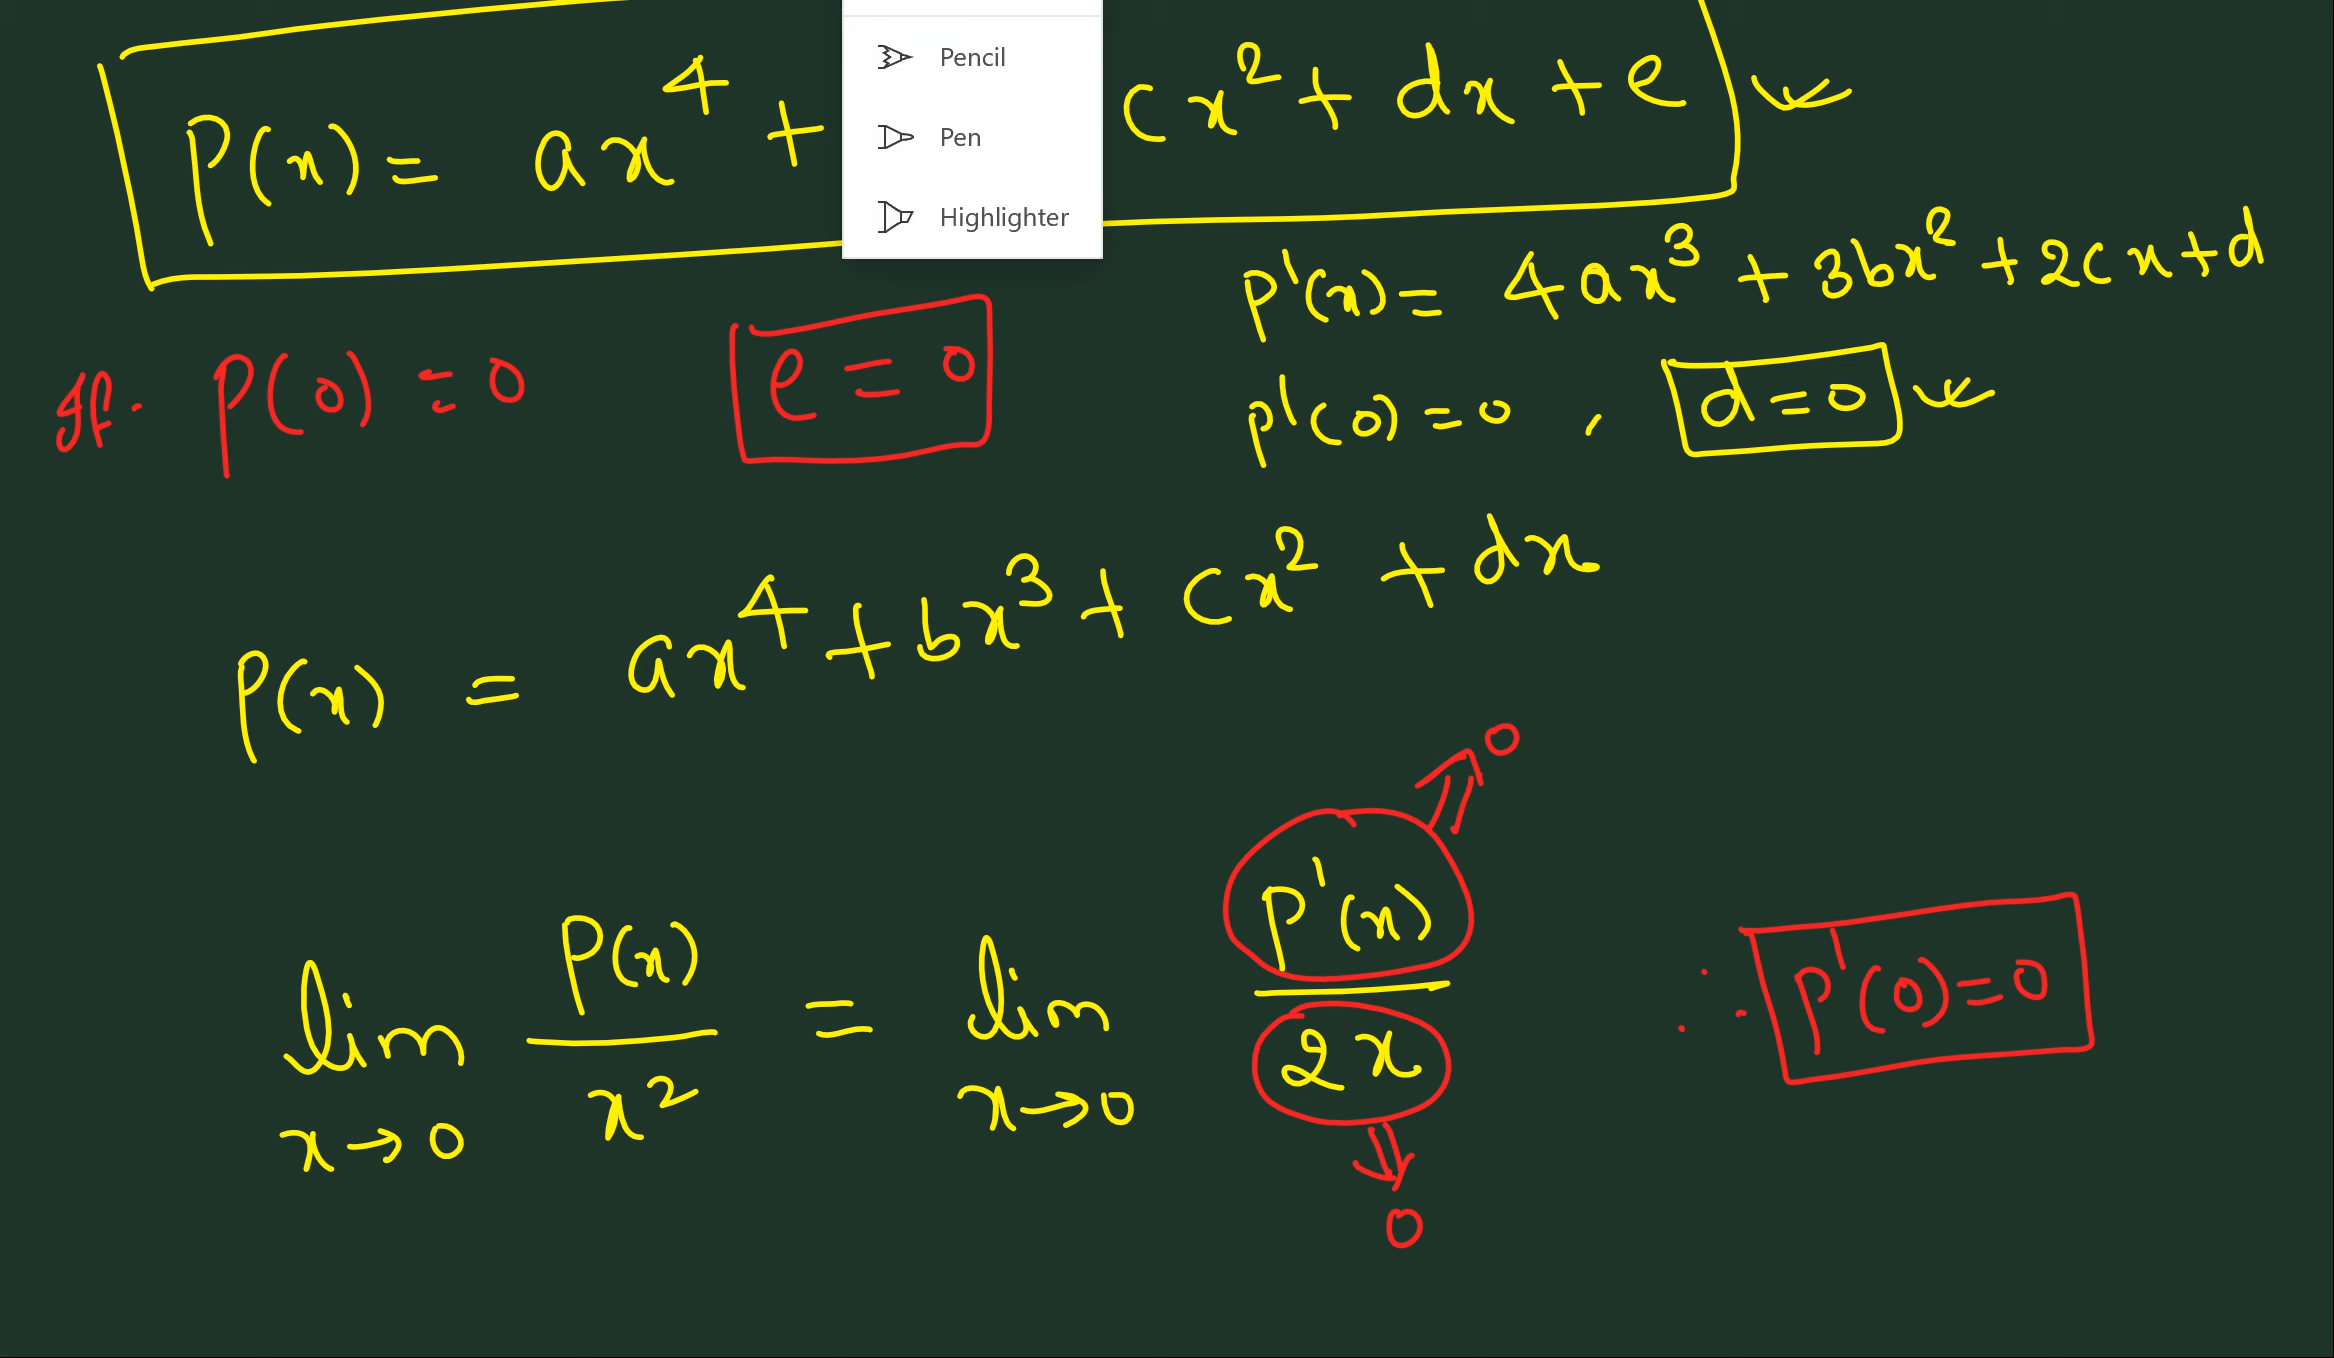 P(x) = ax⁴ + cx² + dx + e
Pencil
Pen
Highlighter
P'(x) = 4ax³ + 3bx² + 2cx + d
If. P(0) = 0 e = 0
P'(0) = 0 , d = 0
P(x) = ax⁴ + bx³ + cx² + dx
lim x→0 P(x)/x² = lim x→0 P'(x)/2x
0
0
∴ P'(0) = 0